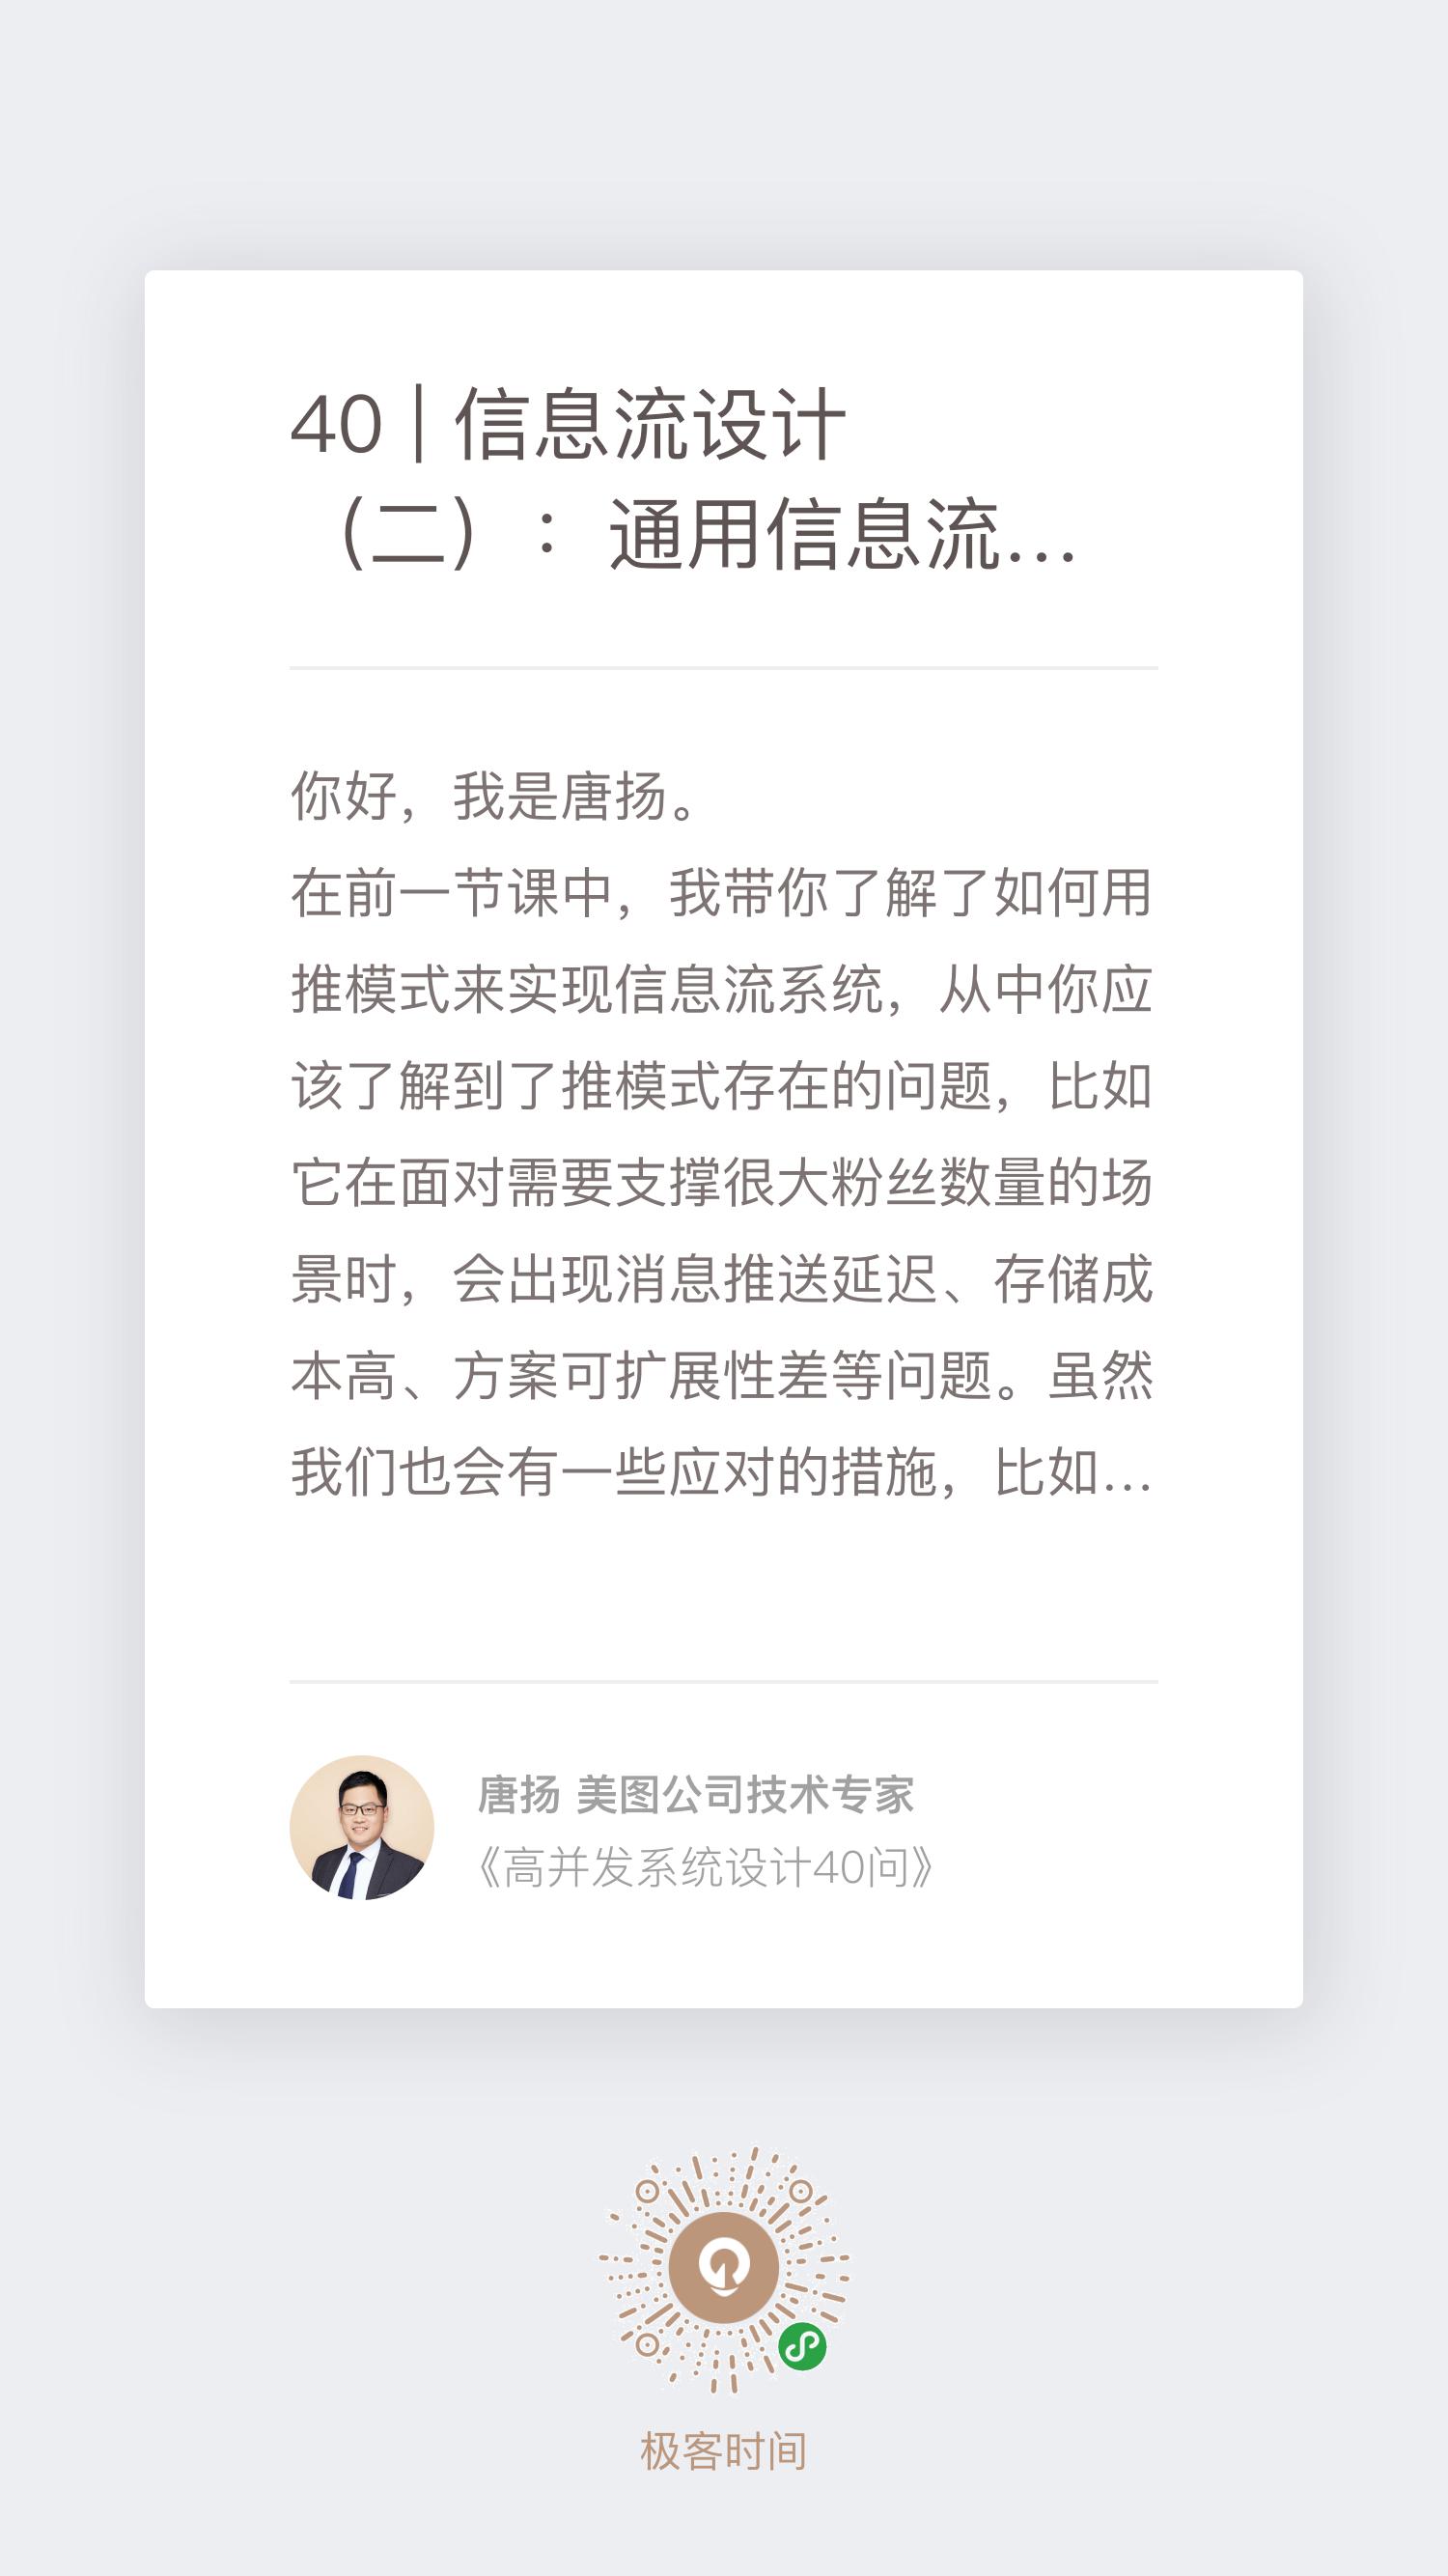 40 | 信息流设计
（二）：通用信息流...
你好，我是唐扬。
在前一节课中，我带你了解了如何用
推模式来实现信息流系统，从中你应
该了解到了推模式存在的问题，比如
它在面对需要支撑很大粉丝数量的场
景时，会出现消息推送延迟、存储成
本高、方案可扩展性差等问题。虽然
我们也会有一些应对的措施，比如...
唐扬 美图公司技术专家
《高并发系统设计40问》
极客时间